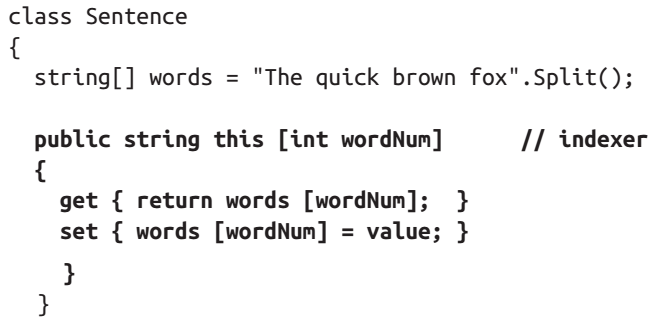 class Sentence
{
  string[] words = "The quick brown fox".Split();

  public string this [int wordNum]      // indexer
  {
    get { return words [wordNum];  }
    set { words [wordNum] = value; }
    }
  }